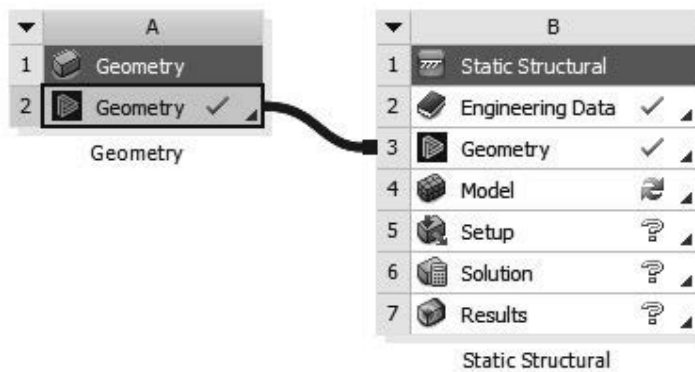 A
1 Geometry
2 Geometry
Geometry
B
1 Static Structural
2 Engineering Data
3 Geometry
4 Model
5 Setup
6 Solution
7 Results
Static Structural